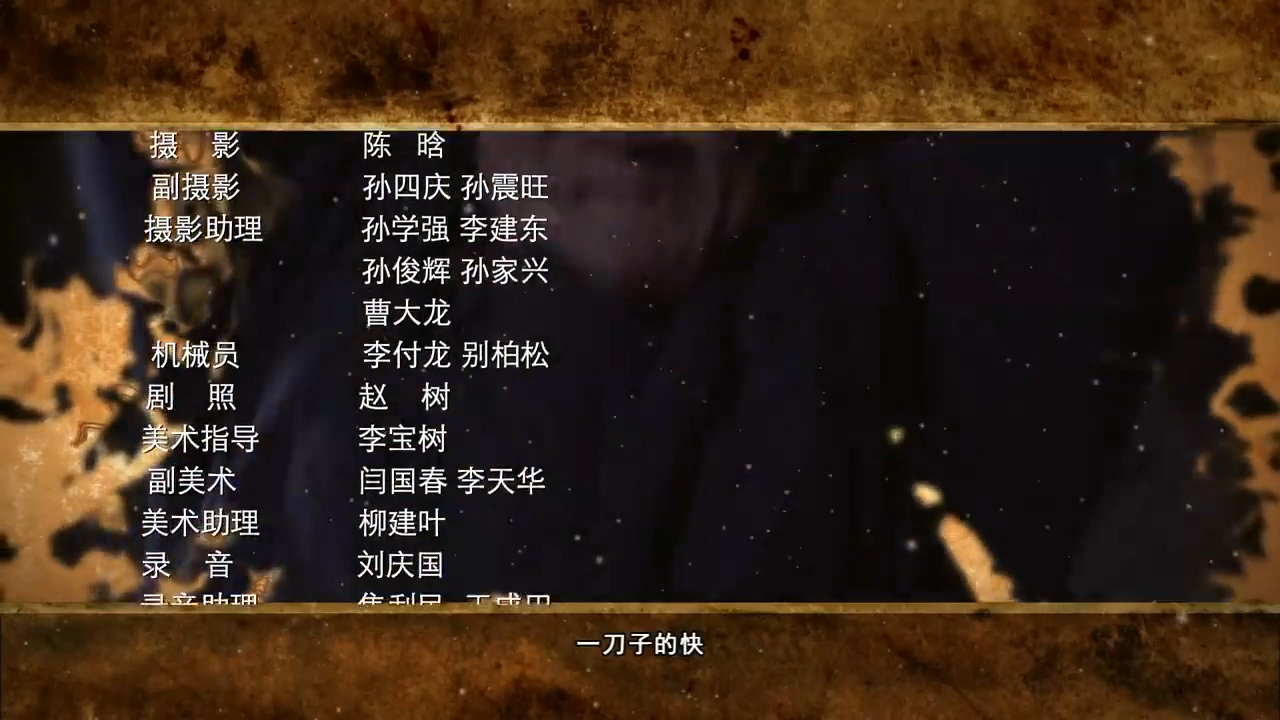 摄 影 陈 晗
副摄影 孙四庆 孙震旺
摄影助理 孙学强 李建东
孙俊辉 孙家兴
曹大龙
机械员 李付龙 别柏松
剧 照 赵 树
美术指导 李宝树
副美术 闫国春 李天华
美术助理 柳建叶
录 音 刘庆国
录音助理
一刀子的快